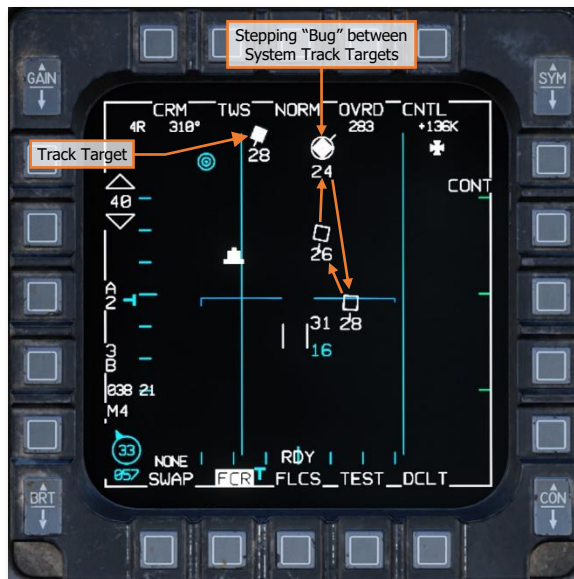 Stepping “Bug” between
System Track Targets
GAIN
SYM
CRM TWS NORM OVRD CNTL
4R 310° 283 +136K
Track Target
28
24
CONT
40
26
A
2
31 28
16
3
B
038 21
M4
33
057
NONE RDY
SWAP FCR FLCS TEST DCLT
BRT
CON